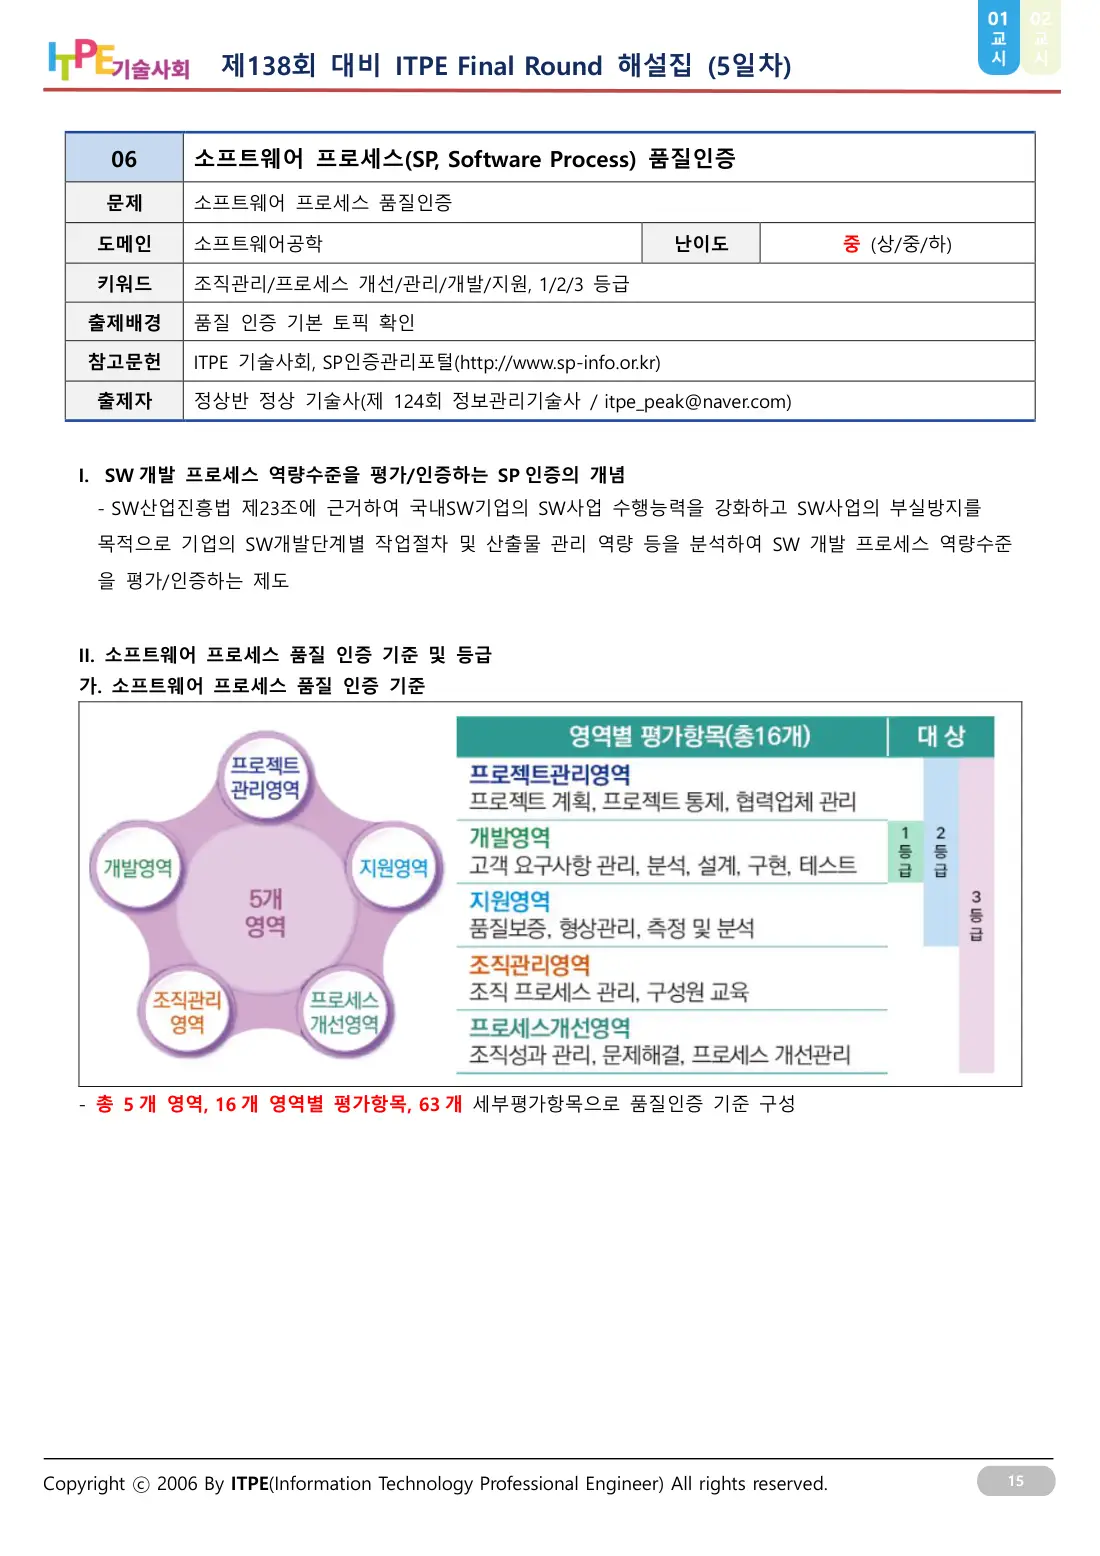 01
교
시
02
교
시
ITPE기술사회 제138회 대비 ITPE Final Round 해설집 (5일차)
06 소프트웨어 프로세스(SP, Software Process) 품질인증
문제 소프트웨어 프로세스 품질인증
도메인 소프트웨어공학 난이도 중 (상/중/하)
키워드 조직관리/프로세스 개선/관리/개발/지원, 1/2/3 등급
출제배경 품질 인증 기본 토픽 확인
참고문헌 ITPE 기술사회, SP인증관리포털(http://www.sp-info.or.kr)
출제자 정상반 정상 기술사(제 124회 정보관리기술사 / itpe_peak@naver.com)
I. SW 개발 프로세스 역량수준을 평가/인증하는 SP 인증의 개념
- SW산업진흥법 제23조에 근거하여 국내SW기업의 SW사업 수행능력을 강화하고 SW사업의 부실방지를
목적으로 기업의 SW개발단계별 작업절차 및 산출물 관리 역량 등을 분석하여 SW 개발 프로세스 역량수준
을 평가/인증하는 제도
II. 소프트웨어 프로세스 품질 인증 기준 및 등급
가. 소프트웨어 프로세스 품질 인증 기준
프로젝트
관리영역
개발영역
지원영역
5개
영역
조직관리
영역
프로세스
개선영역
영역별 평가항목(총16개) 대 상
프로젝트관리영역
프로젝트 계획, 프로젝트 통제, 협력업체 관리
개발영역
고객 요구사항 관리, 분석, 설계, 구현, 테스트
지원영역
품질보증, 형상관리, 측정 및 분석
조직관리영역
조직 프로세스 관리, 구성원 교육
프로세스개선영역
조직성과 관리, 문제해결, 프로세스 개선관리
1
등
급
2
등
급
3
등
급
- 총 5 개 영역, 16 개 영역별 평가항목, 63 개 세부평가항목으로 품질인증 기준 구성
Copyright ⓒ 2006 By ITPE(Information Technology Professional Engineer) All rights reserved.
15